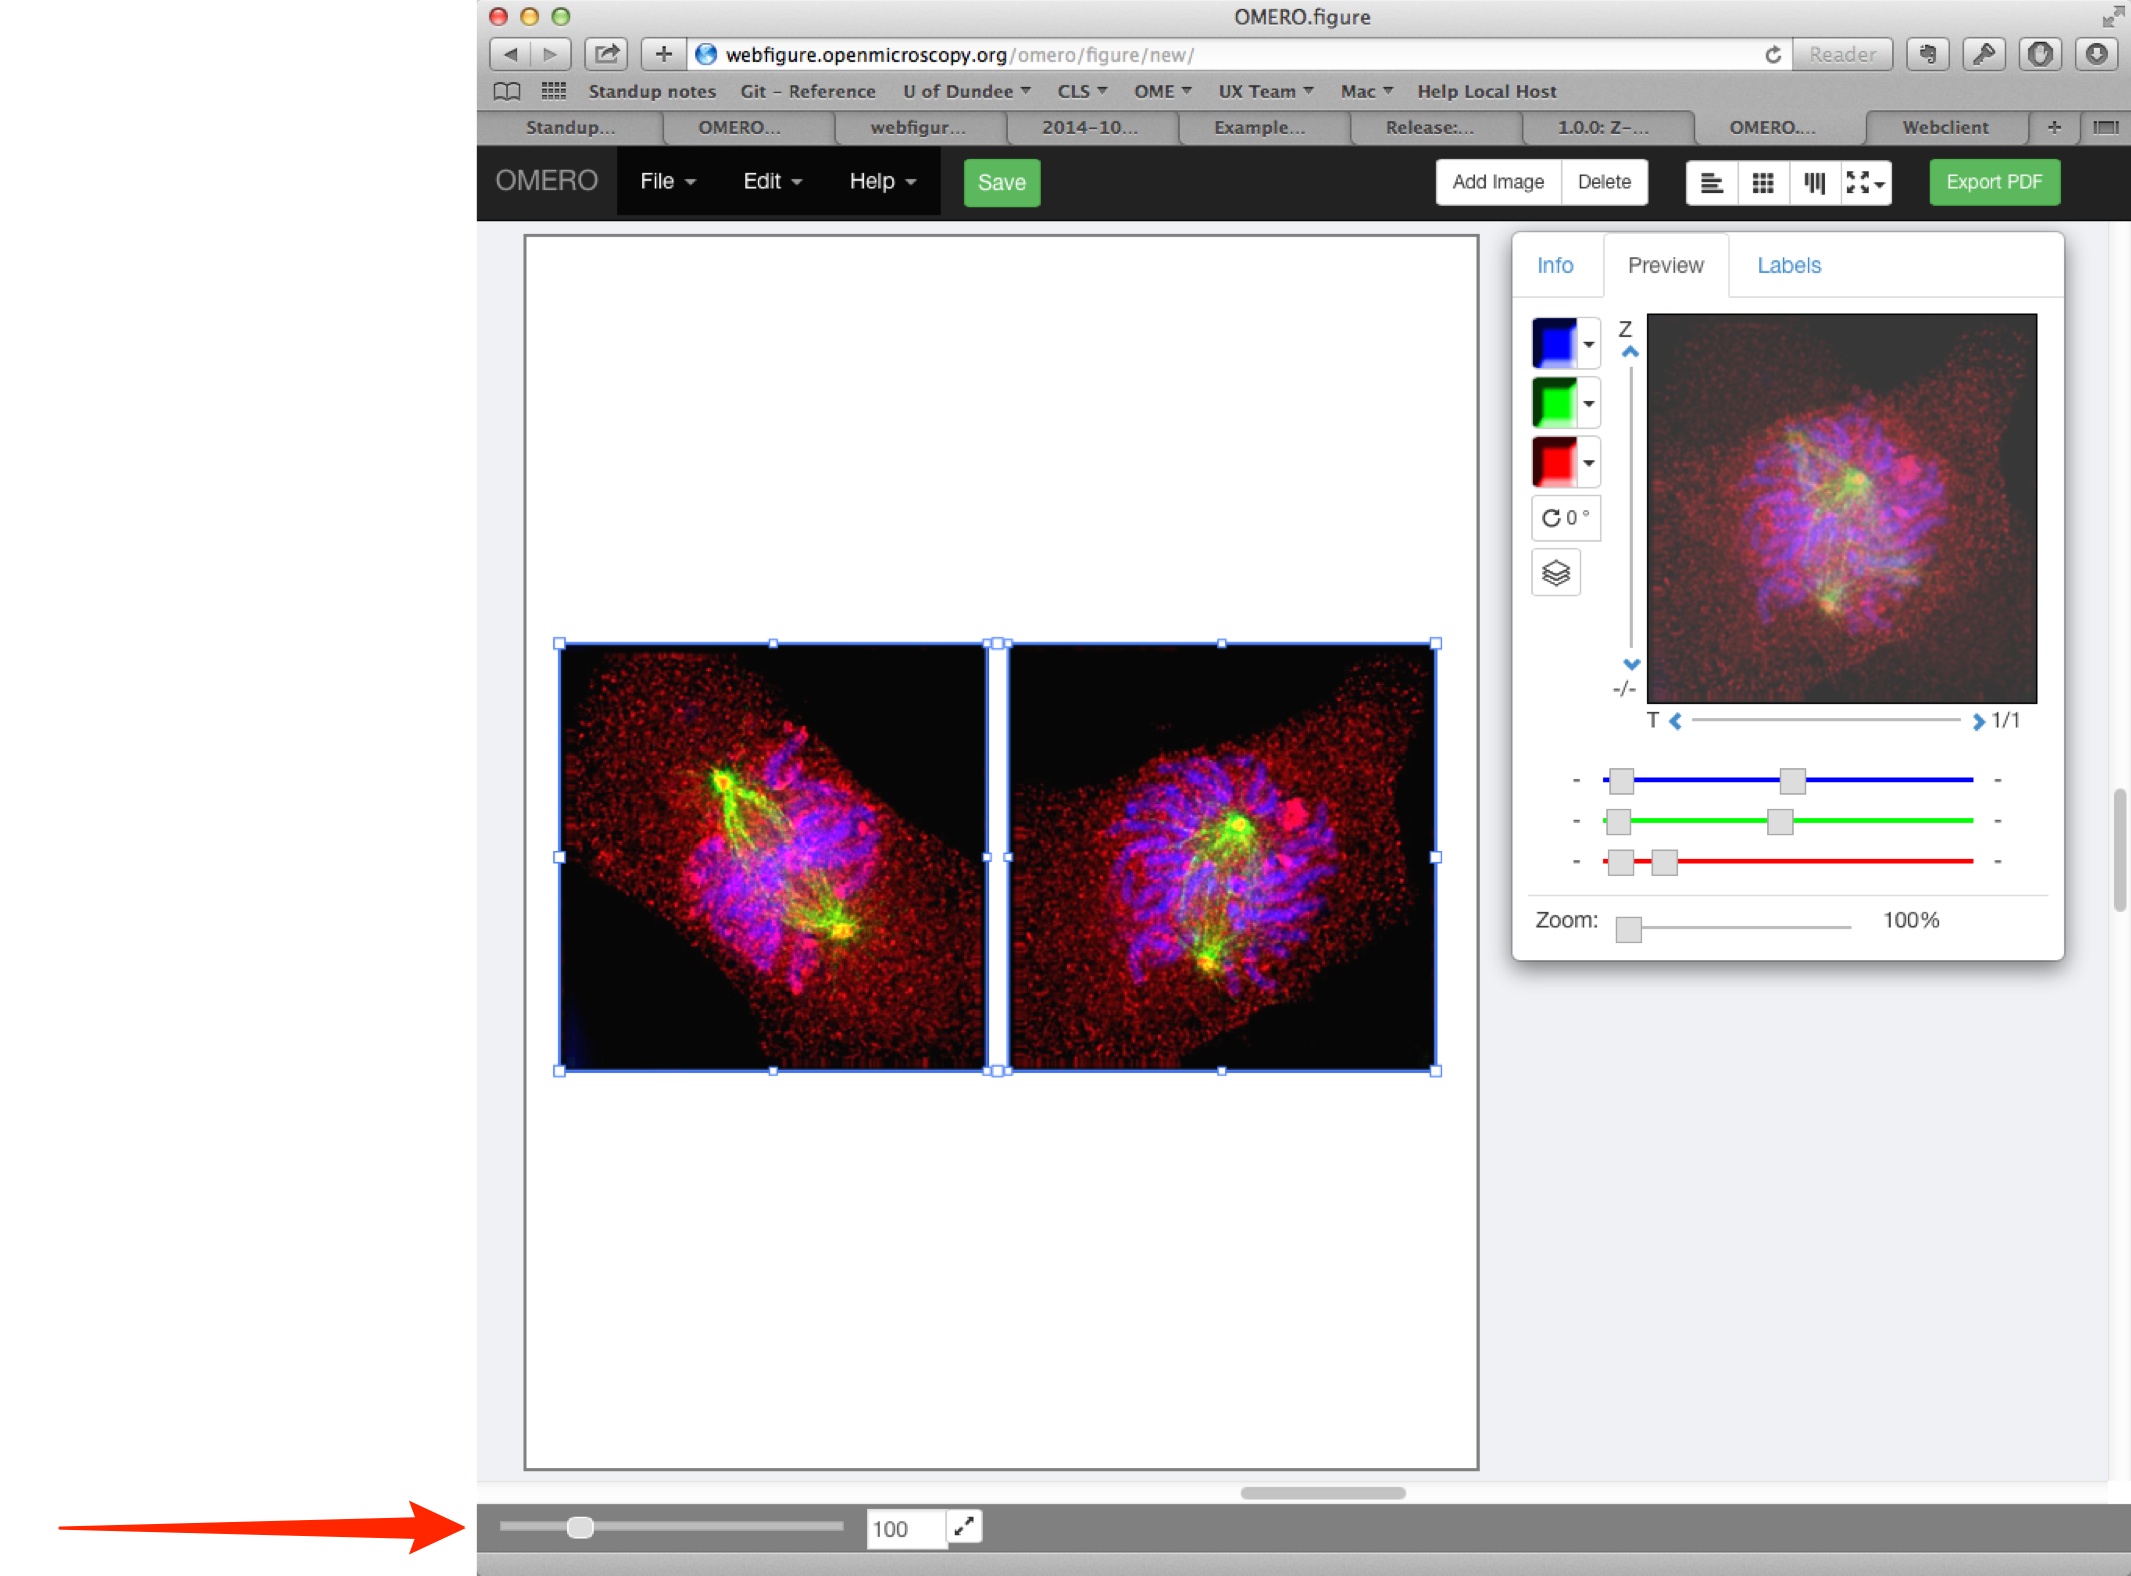 OMERO.figure
webfigure.openmicroscopy.org/omero/figure/new/
Reader
Standup notes Git - Reference U of Dundee CLS OME UX Team Mac Help Local Host
Standup... OMERO... webfigur... 2014-10... Example... Release:... 1.0.0: Z-... OMERO.... Webclient +
OMERO File Edit Help Save Add Image Delete Export PDF
Info Preview Labels
Z
0 °
-/-
T 1/1
- -
- -
- -
Zoom: 100%
100